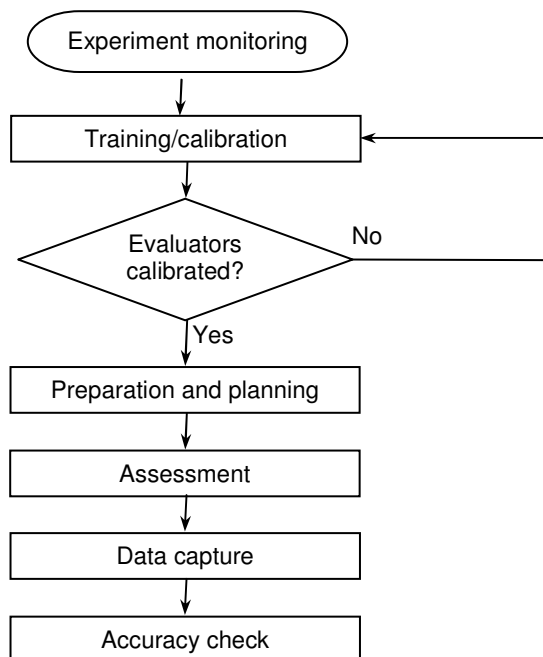 Experiment monitoring
Training/calibration
Evaluators
calibrated?
No
Yes
Preparation and planning
Assessment
Data capture
Accuracy check